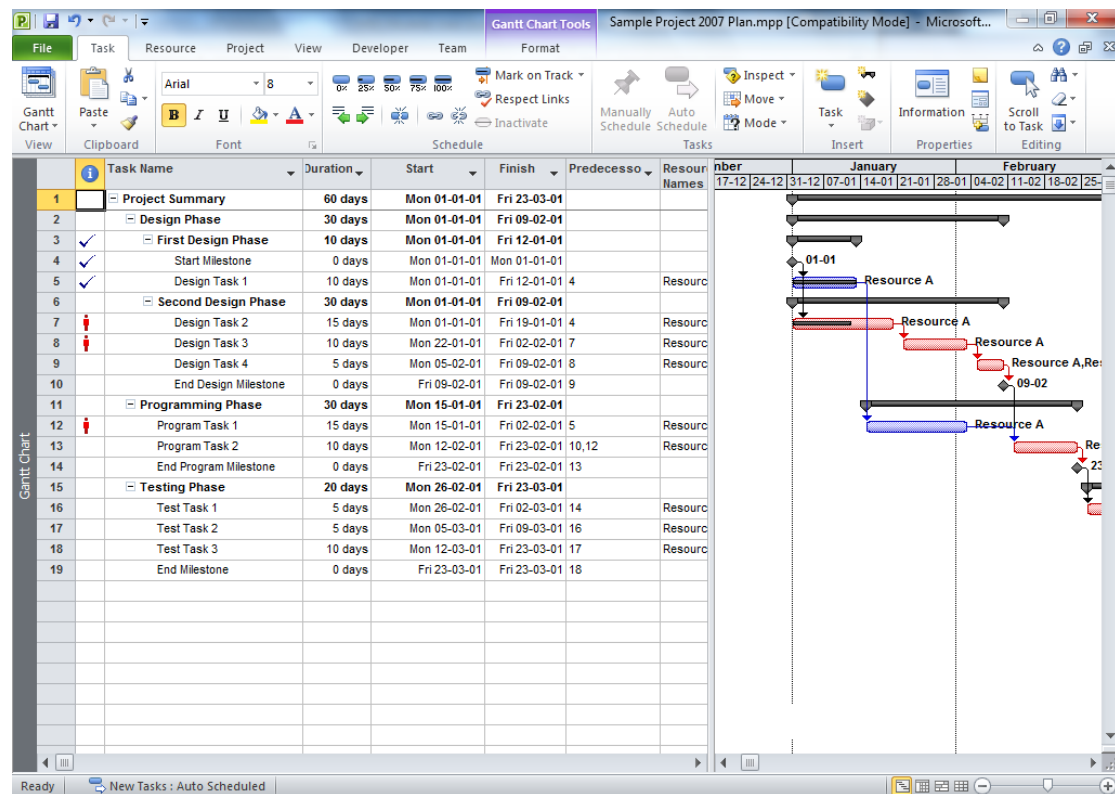 Gantt Chart Tools
Sample Project 2007 Plan.mpp [Compatibility Mode] - Microsoft...
File Task Resource Project View Developer Team Format
Arial 8
0% 25% 50% 75% 100%
Mark on Track
Respect Links
Inactivate
B I U A
Gantt Chart
Paste
Manually Schedule
Auto Schedule
Inspect
Move
Mode
Task
Information
Scroll to Task
View Clipboard Font Schedule Tasks Insert Properties Editing
Task Name Duration Start Finish Predecesso Resour Names
mber January February
17-12 24-12 31-12 07-01 14-01 21-01 28-01 04-02 11-02 18-02 25-
1 Project Summary 60 days Mon 01-01-01 Fri 23-03-01
2 Design Phase 30 days Mon 01-01-01 Fri 09-02-01
3 First Design Phase 10 days Mon 01-01-01 Fri 12-01-01
4 Start Milestone 0 days Mon 01-01-01 Mon 01-01-01 01-01
5 Design Task 1 10 days Mon 01-01-01 Fri 12-01-01 4 Resourc Resource A
6 Second Design Phase 30 days Mon 01-01-01 Fri 09-02-01
7 Design Task 2 15 days Mon 01-01-01 Fri 19-01-01 4 Resourc Resource A
8 Design Task 3 10 days Mon 22-01-01 Fri 02-02-01 7 Resourc Resource A
9 Design Task 4 5 days Mon 05-02-01 Fri 09-02-01 8 Resourc Resource A,Re
10 End Design Milestone 0 days Fri 09-02-01 Fri 09-02-01 9 09-02
11 Programming Phase 30 days Mon 15-01-01 Fri 23-02-01
12 Program Task 1 15 days Mon 15-01-01 Fri 02-02-01 5 Resourc Resource A
13 Program Task 2 10 days Mon 12-02-01 Fri 23-02-01 10,12 Resourc Re
14 End Program Milestone 0 days Fri 23-02-01 Fri 23-02-01 13 23
15 Testing Phase 20 days Mon 26-02-01 Fri 23-03-01
16 Test Task 1 5 days Mon 26-02-01 Fri 02-03-01 14 Resourc
17 Test Task 2 5 days Mon 05-03-01 Fri 09-03-01 16 Resourc
18 Test Task 3 10 days Mon 12-03-01 Fri 23-03-01 17 Resourc
19 End Milestone 0 days Fri 23-03-01 Fri 23-03-01 18
Gantt Chart
Ready New Tasks : Auto Scheduled